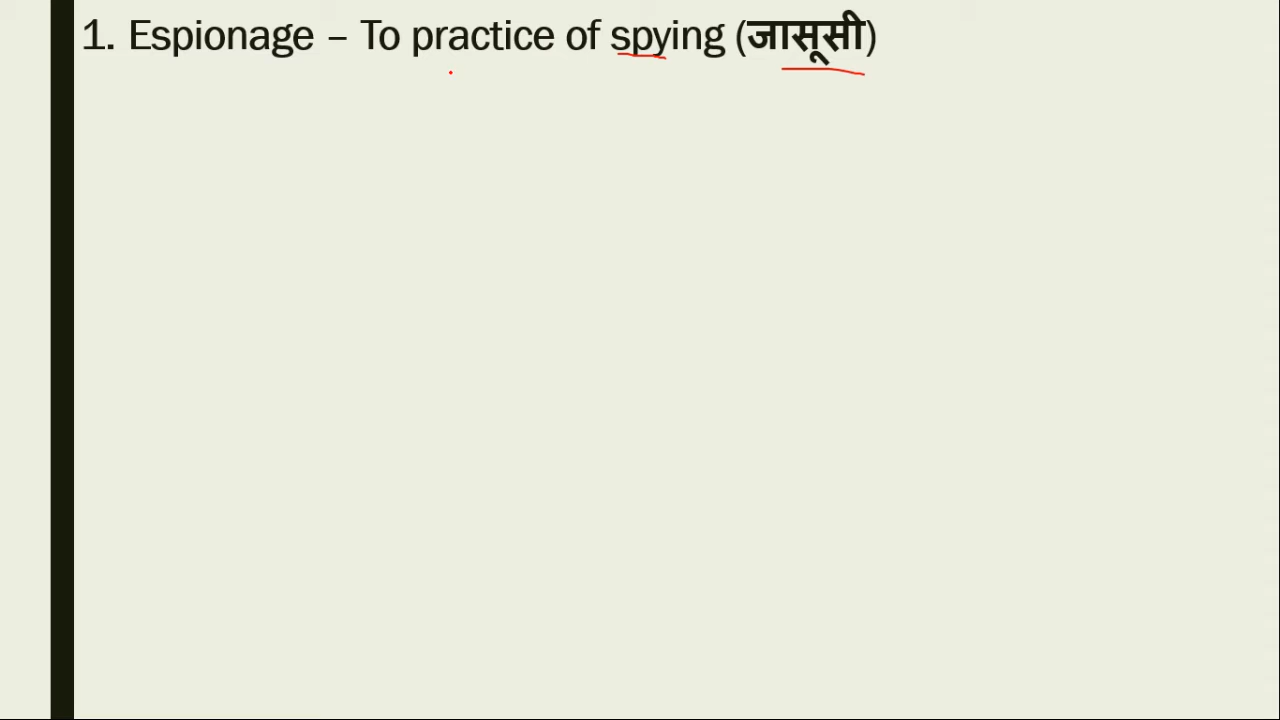 1. Espionage – To practice of spying (जासूसी)